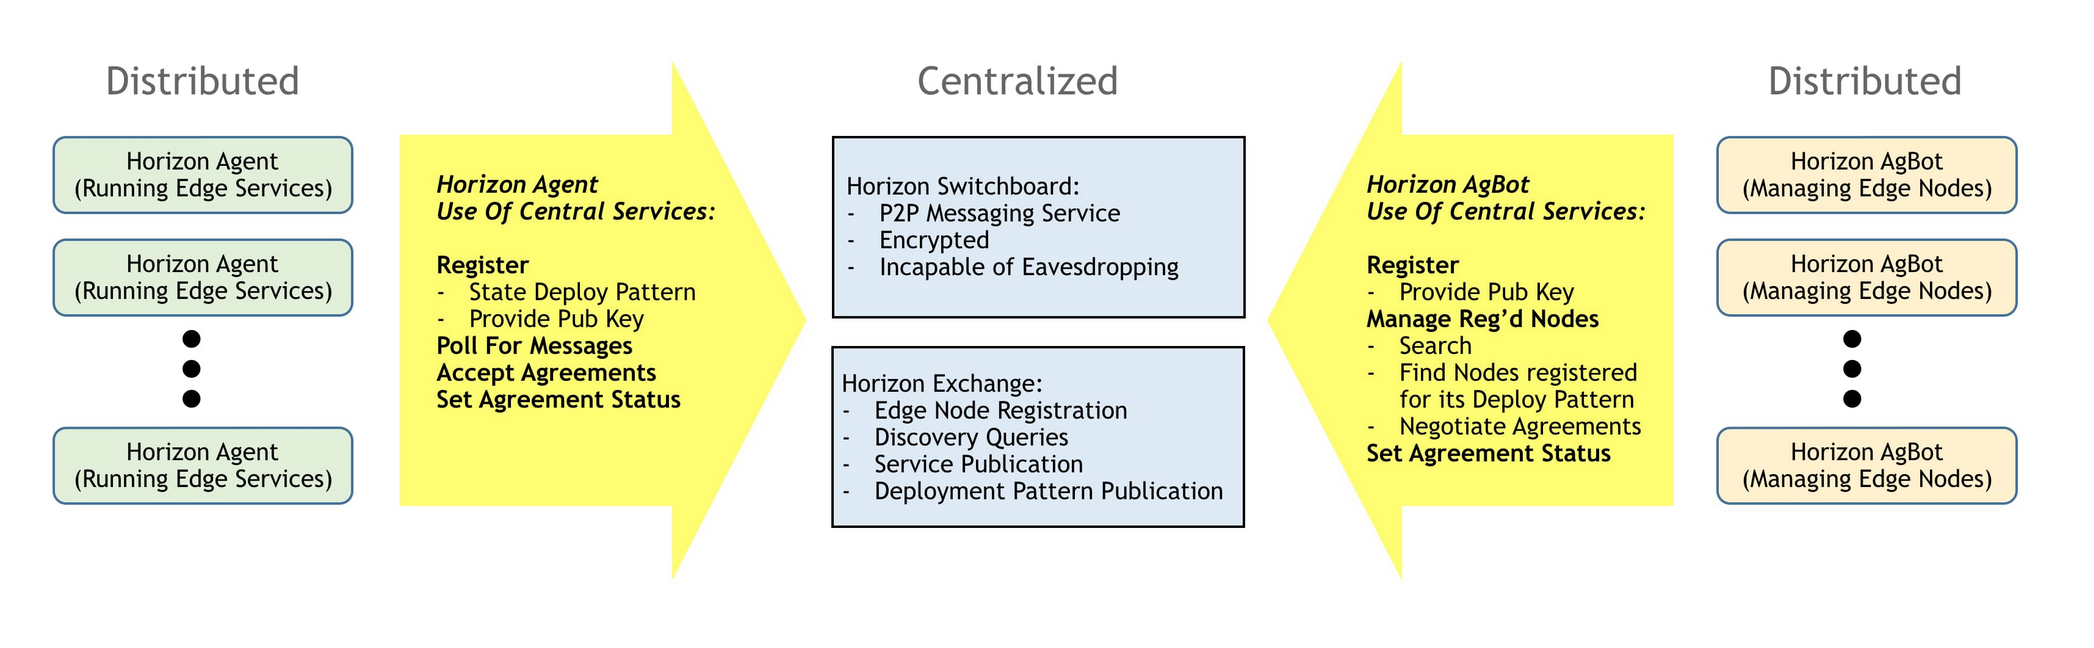 Distributed
Horizon Agent
(Running Edge Services)
Horizon Agent
(Running Edge Services)
Horizon Agent
(Running Edge Services)
Horizon Agent
Use Of Central Services:
Register
- State Deploy Pattern
- Provide Pub Key
Poll For Messages
Accept Agreements
Set Agreement Status
Centralized
Horizon Switchboard:
- P2P Messaging Service
- Encrypted
- Incapable of Eavesdropping
Horizon Exchange:
- Edge Node Registration
- Discovery Queries
- Service Publication
- Deployment Pattern Publication
Horizon AgBot
Use Of Central Services:
Register
- Provide Pub Key
Manage Reg’d Nodes
- Search
- Find Nodes registered
for its Deploy Pattern
- Negotiate Agreements
Set Agreement Status
Distributed
Horizon AgBot
(Managing Edge Nodes)
Horizon AgBot
(Managing Edge Nodes)
Horizon AgBot
(Managing Edge Nodes)